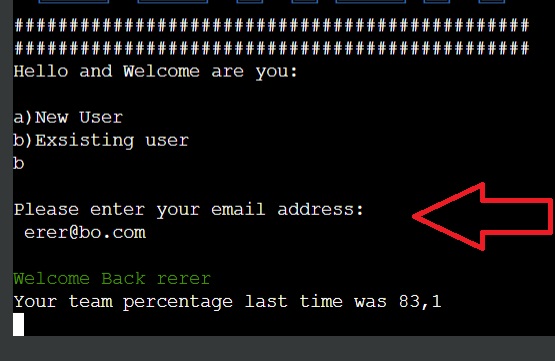 ##############################################
##############################################
Hello and Welcome are you:
a)New User
b)Exsisting user
b
Please enter your email address:
erer@bo.com
Welcome Back rerer
Your team percentage last time was 83,1